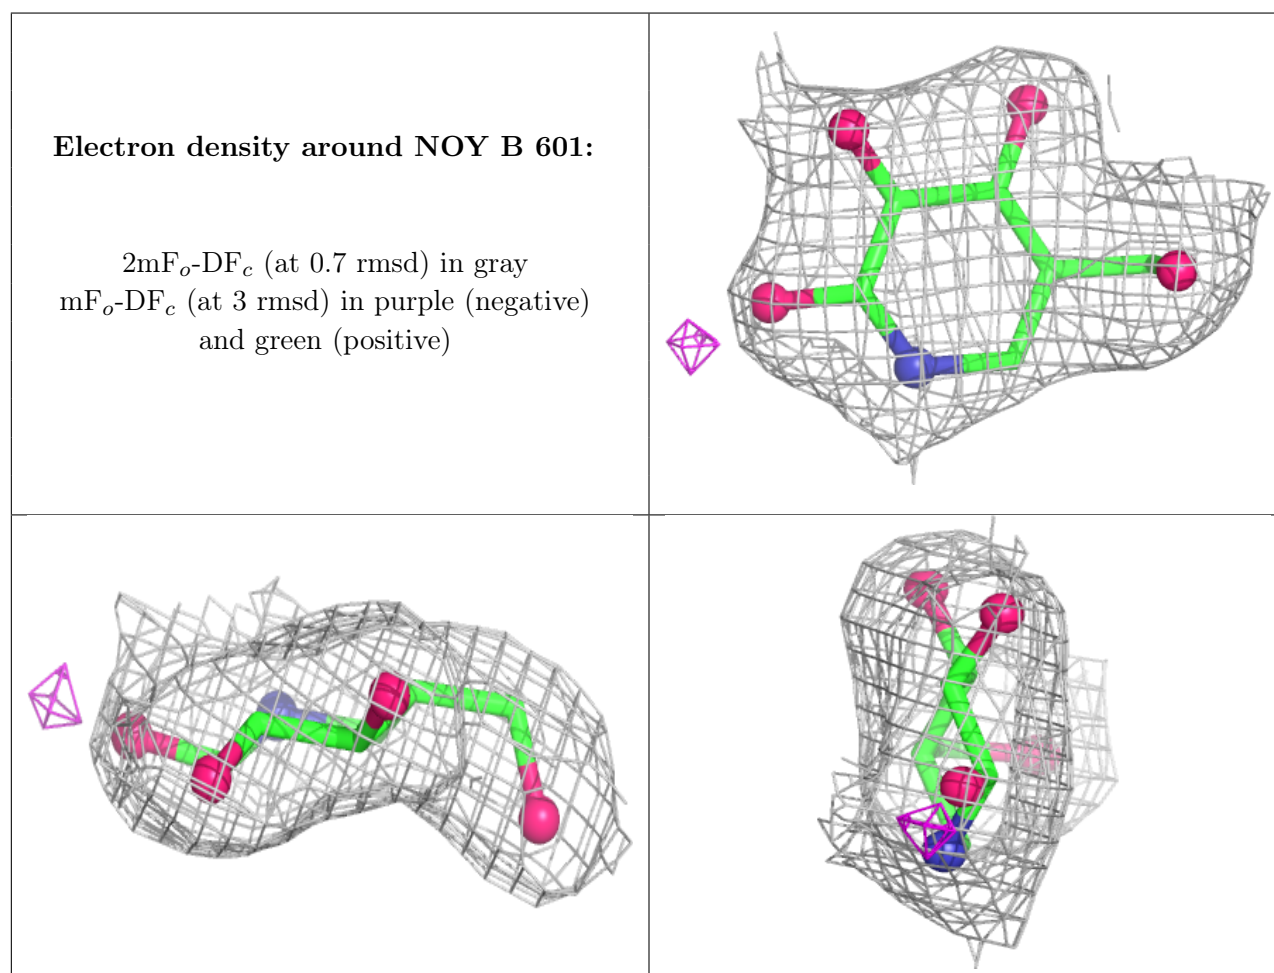 Electron density around NOY B 601:
2mFo-DFc (at 0.7 rmsd) in gray
mFo-DFc (at 3 rmsd) in purple (negative)
and green (positive)